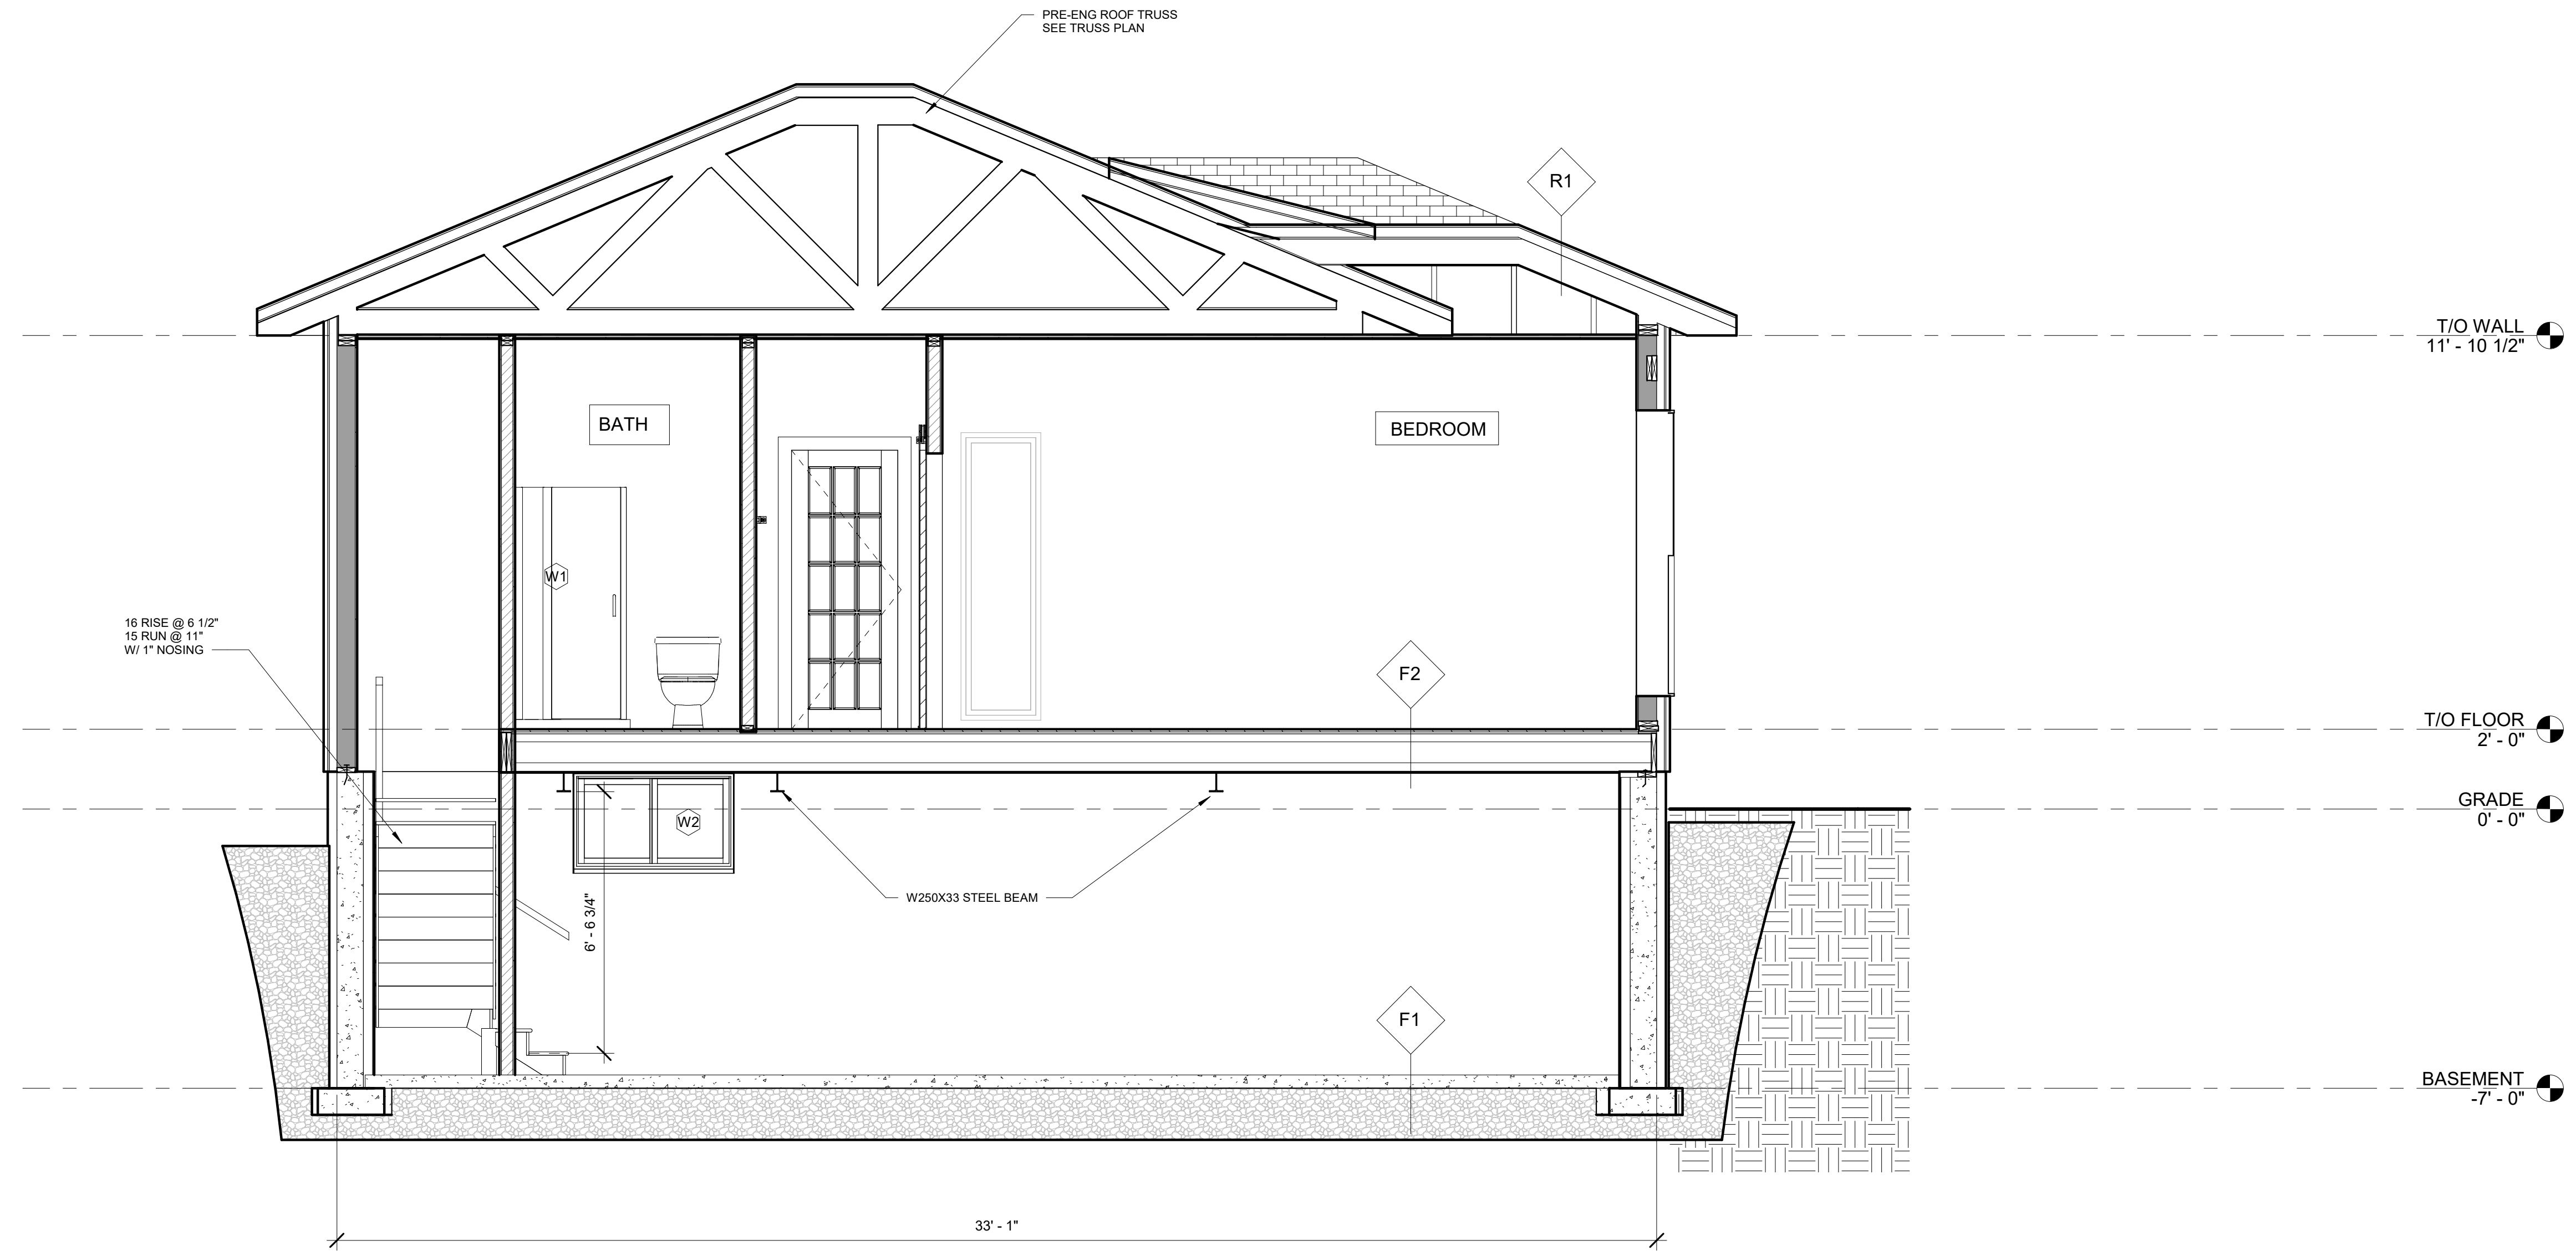 PRE-ENG ROOF TRUSS
SEE TRUSS PLAN
R1
T/O WALL
11' - 10 1/2"
BATH
BEDROOM
W1
16 RISE @ 6 1/2"
15 RUN @ 11"
W/ 1" NOSING
F2
T/O FLOOR
2' - 0"
GRADE
0' - 0"
W2
W250X33 STEEL BEAM
6' - 6 3/4"
F1
BASEMENT
-7' - 0"
33' - 1"